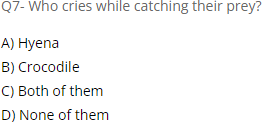 Q7- Who cries while catching their prey?
A) Hyena
B) Crocodile
C) Both of them
D) None of them